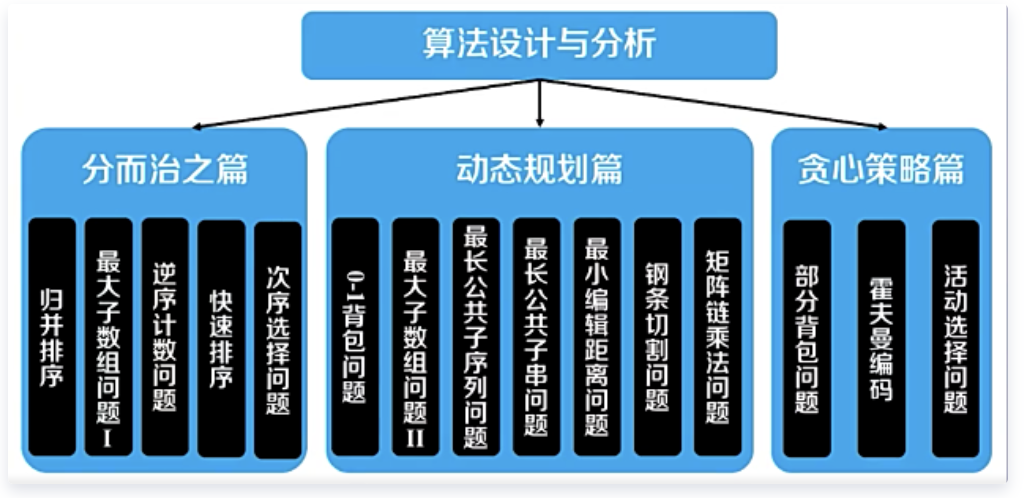 算法设计与分析
分而治之篇
归并排序
最大子数组问题 I
逆序计数问题
快速排序
次序选择问题
动态规划篇
0-1背包问题
最大子数组问题 II
最长公共子序列问题
最长公共子串问题
最小编辑距离问题
钢条切割问题
矩阵链乘法问题
贪心策略篇
部分背包问题
霍夫曼编码
活动选择问题